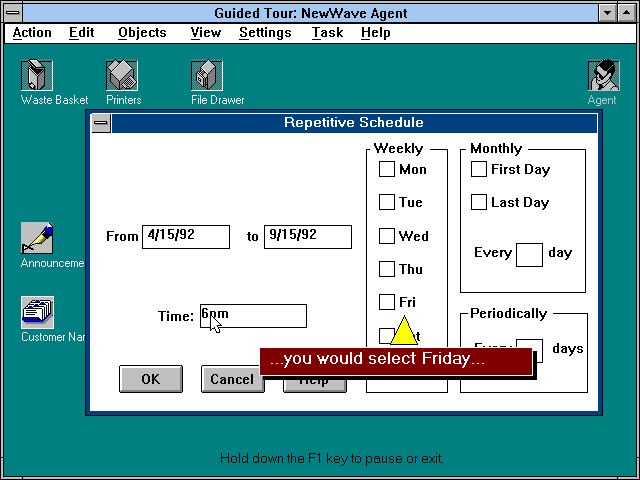 Guided Tour: NewWave Agent
Action Edit Objects View Settings Task Help
Waste Basket Printers File Drawer Agent
Repetitive Schedule
Weekly
Mon
Tue
Wed
Thu
Fri
Monthly
First Day
Last Day
Every day
From 4/15/92 to 9/15/92
Announceme
Time: 6pm
Customer Nar
Periodically
Every days
...you would select Friday...
OK Cancel Help
Hold down the F1 key to pause or exit.